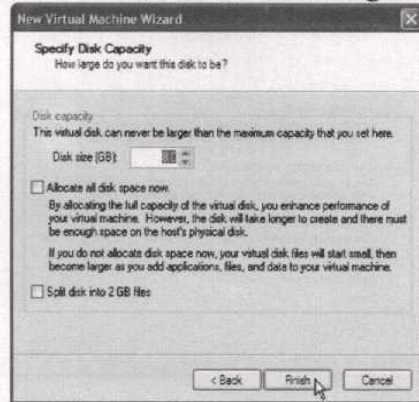 New Virtual Machine Wizard
Specify Disk Capacity
How large do you want this disk to be?
Disk capacity
This virtual disk can never be larger than the maximum capacity that you set here.
Disk size (GB):
Allocate all disk space now.
By allocating the full capacity of the virtual disk, you enhance performance of
your virtual machine. However, the disk will take longer to create and there must
be enough space on the host's physical disk.
If you do not allocate disk space now, your virtual disk files will start small, then
become larger as you add applications, files, and data to your virtual machine.
Split disk into 2 GB files
< Back Finish Cancel